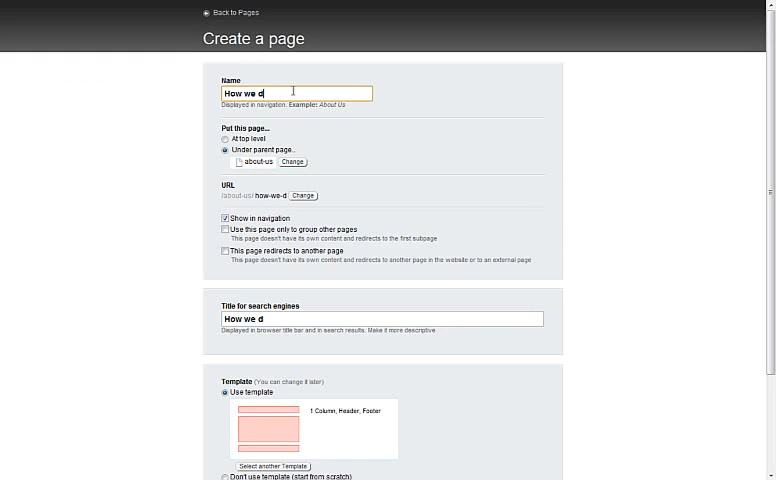 Back to Pages
Create a page
Name
How we d
Displayed in navigation. Example: About Us
Put this page...
At top level
Under parent page..
about-us Change
URL
/about-us/ how-we-d Change
Show in navigation
Use this page only to group other pages
This page doesn't have its own content and redirects to the first subpage
This page redirects to another page
This page doesn't have its own content and redirects to another page in the website or to an external page
Title for search engines
How we d
Displayed in browser title bar and in search results. Make it more descriptive
Template (You can change it later)
Use template
1 Column, Header, Footer
Select another Template
Don't use template (start from scratch)